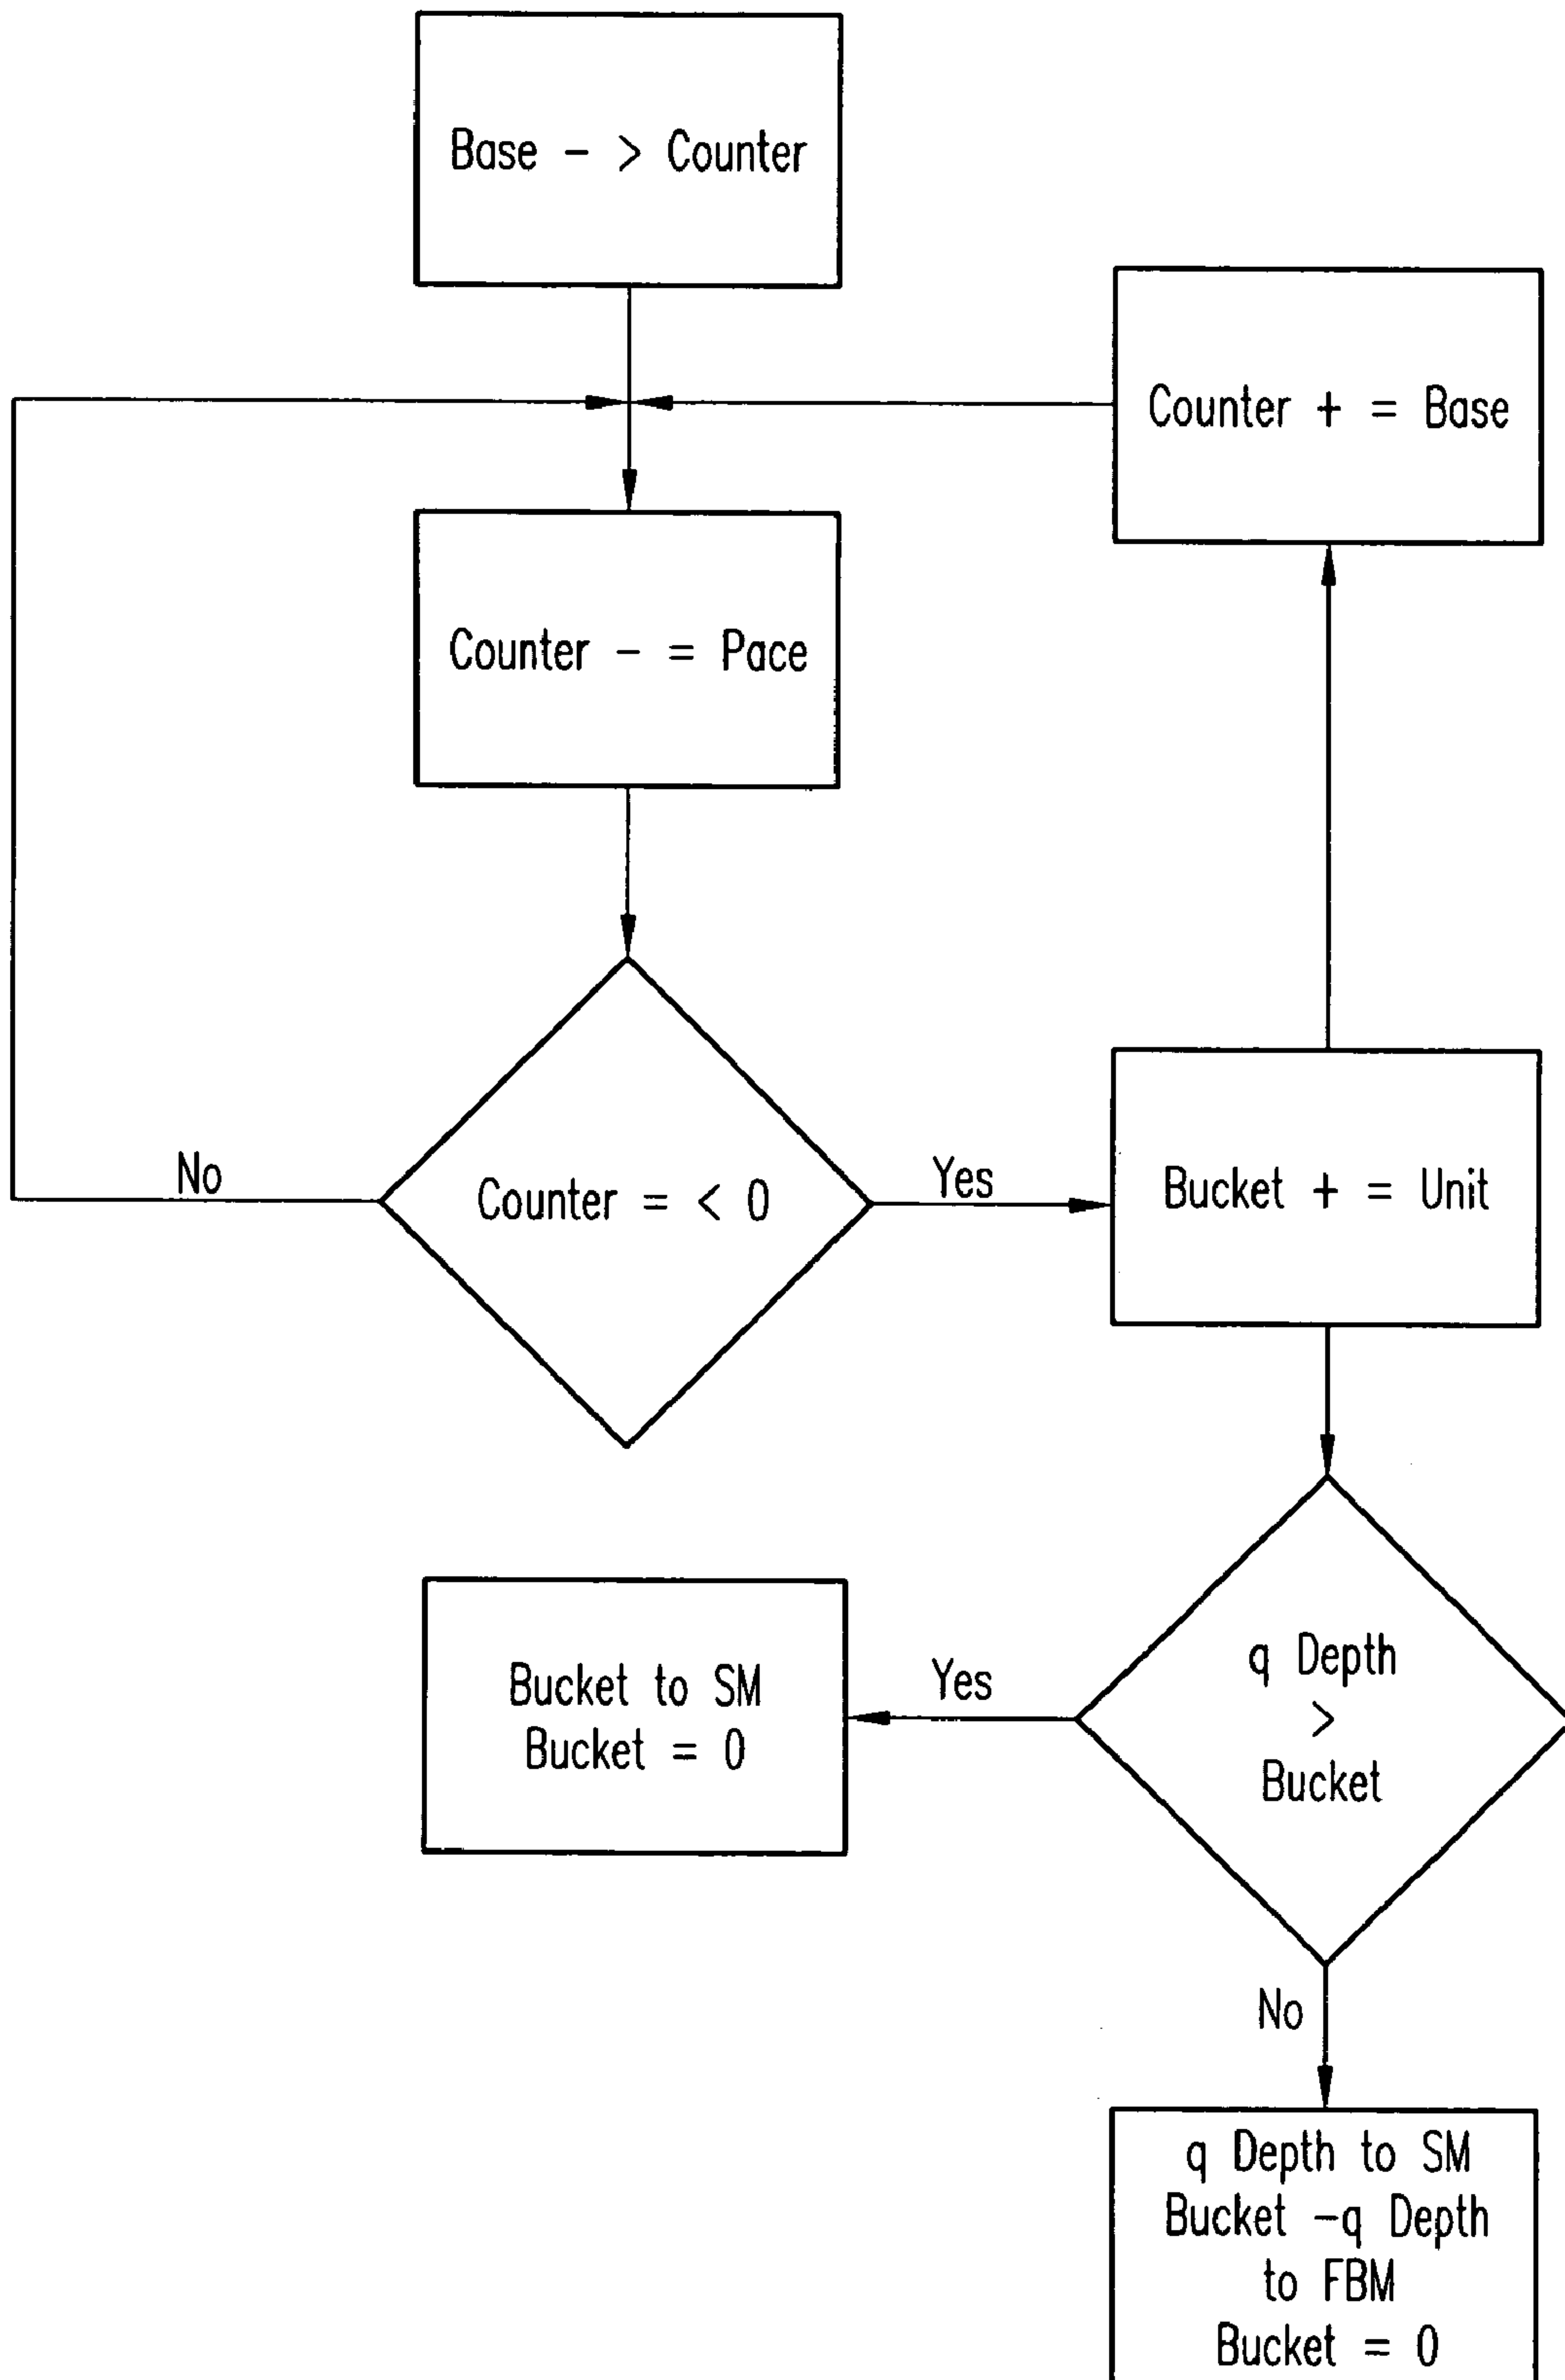 Base - > Counter
Counter + = Base
Counter - = Pace
No
Counter = < 0
Yes
Bucket + = Unit
Bucket to SM
Bucket = 0
Yes
q Depth
>
Bucket
No
q Depth to SM
Bucket -q Depth
to FBM
Bucket = 0